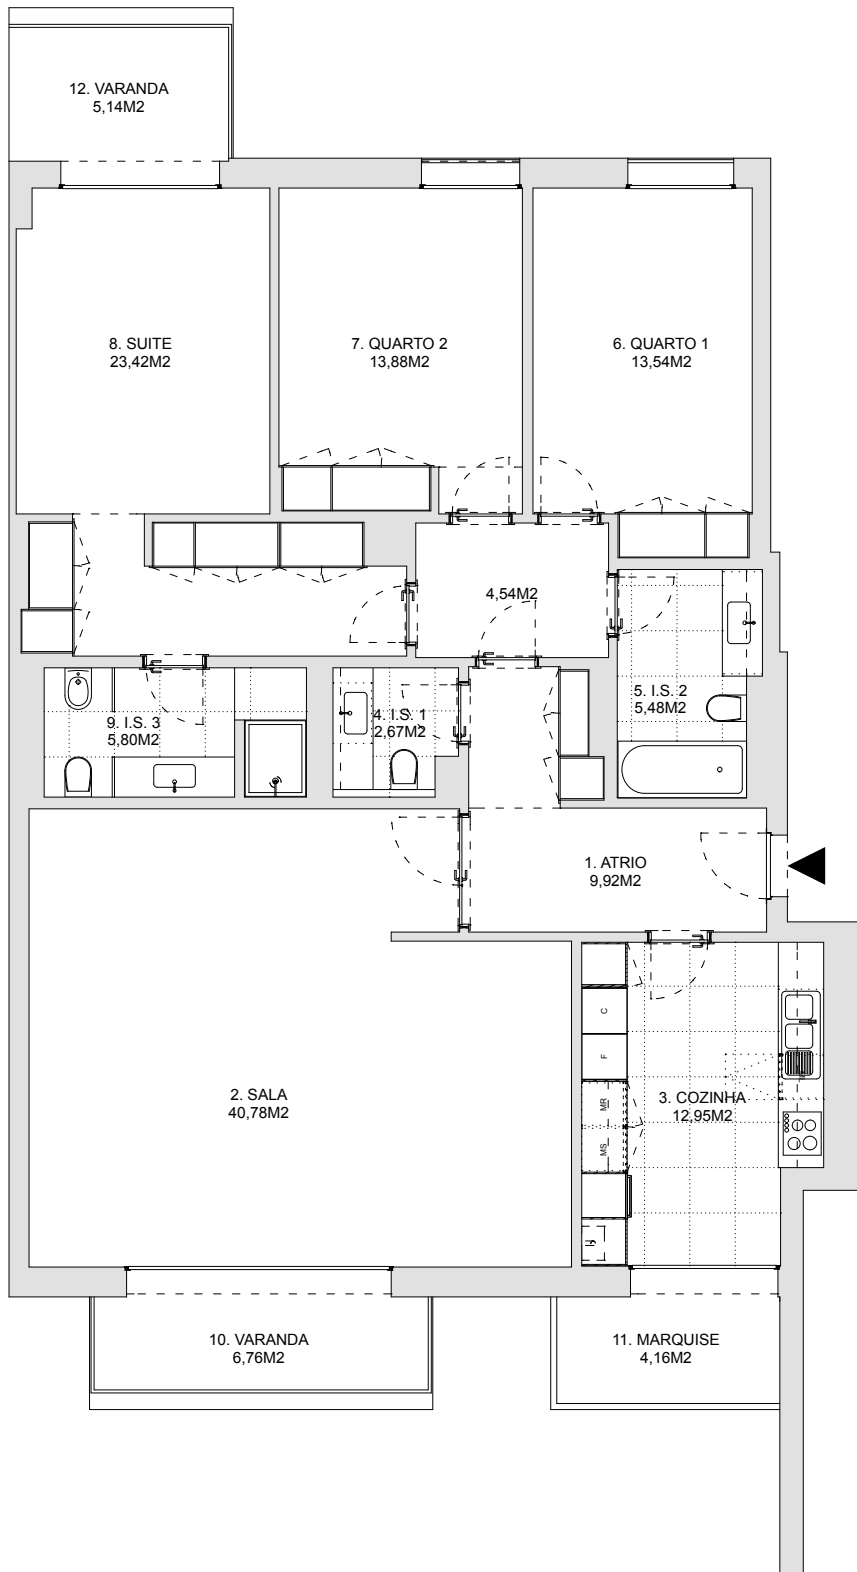 12. VARANDA
5,14M2
8. SUITE
23,42M2
7. QUARTO 2
13,88M2
6. QUARTO 1
13,54M2
4,54M2
9. I.S. 3
5,80M2
4. I.S. 1
2,67M2
5. I.S. 2
5,48M2
1. ATRIO
9,92M2
C
F
MR
MS
2. SALA
40,78M2
3. COZINHA
12,95M2
10. VARANDA
6,76M2
11. MARQUISE
4,16M2